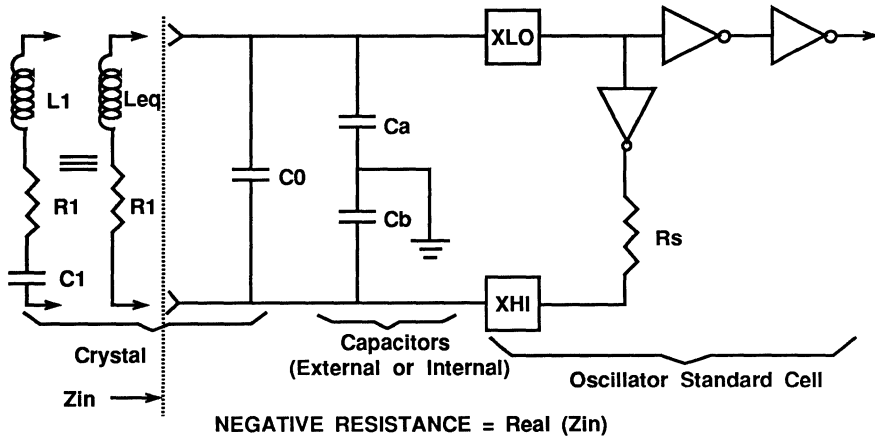 XLO
L1
Leq
Ca
C0
R1
R1
Cb
Rs
C1
XHI
Crystal
Capacitors
(External or Internal)
Oscillator Standard Cell
Zin
NEGATIVE RESISTANCE = Real (Zin)